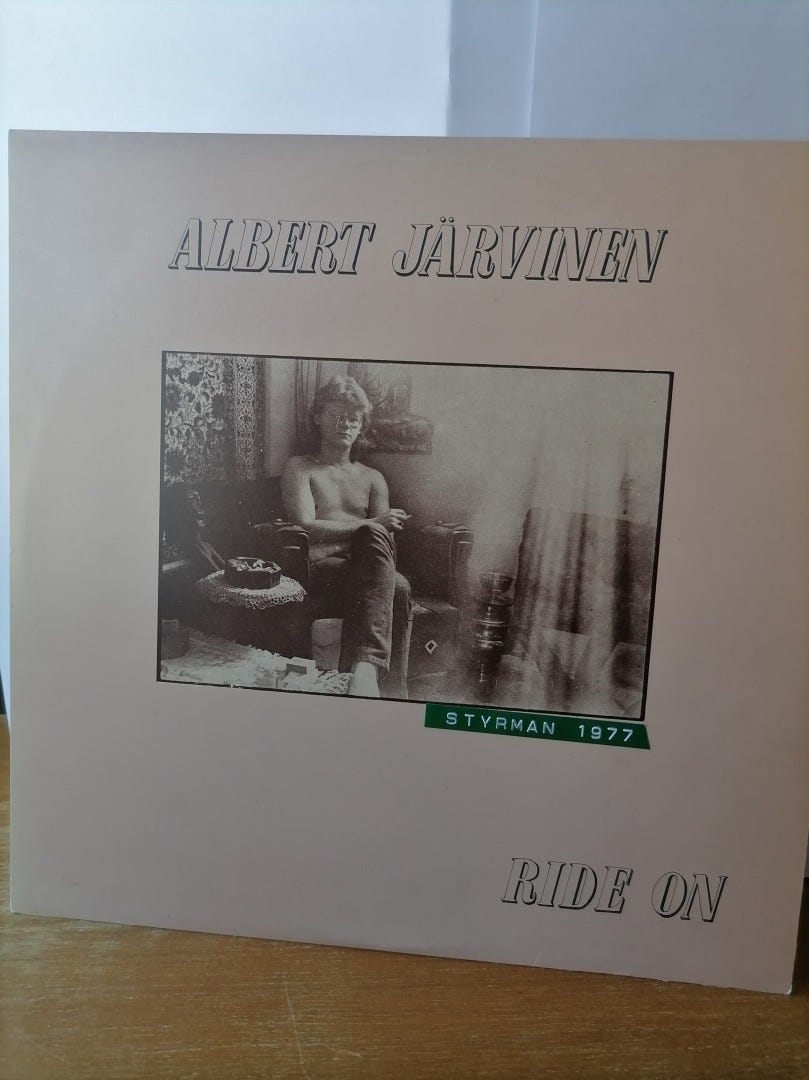 ALBERT JÄRVINEN
STYRMAN 1977
RIDE ON